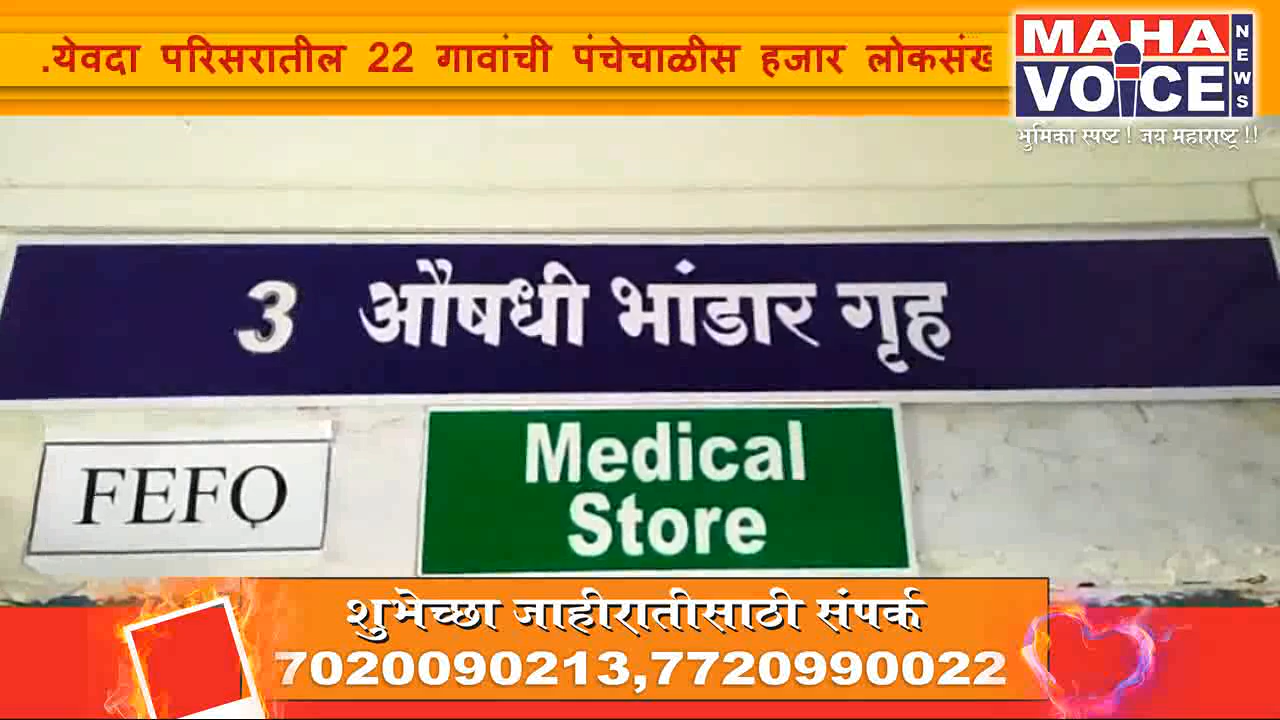 .येवदा परिसरातील 22 गावांची पंचेचाळीस हजार
MAHA
VOICE
NEWS
भुमिका स्पष्ट ! जय महाराष्ट्र !!
3 औषधी भांडार गृह
FEFO
Medical
Store
शुभेच्छा जाहीरातीसाठी संपर्क
7020090213,7720990022